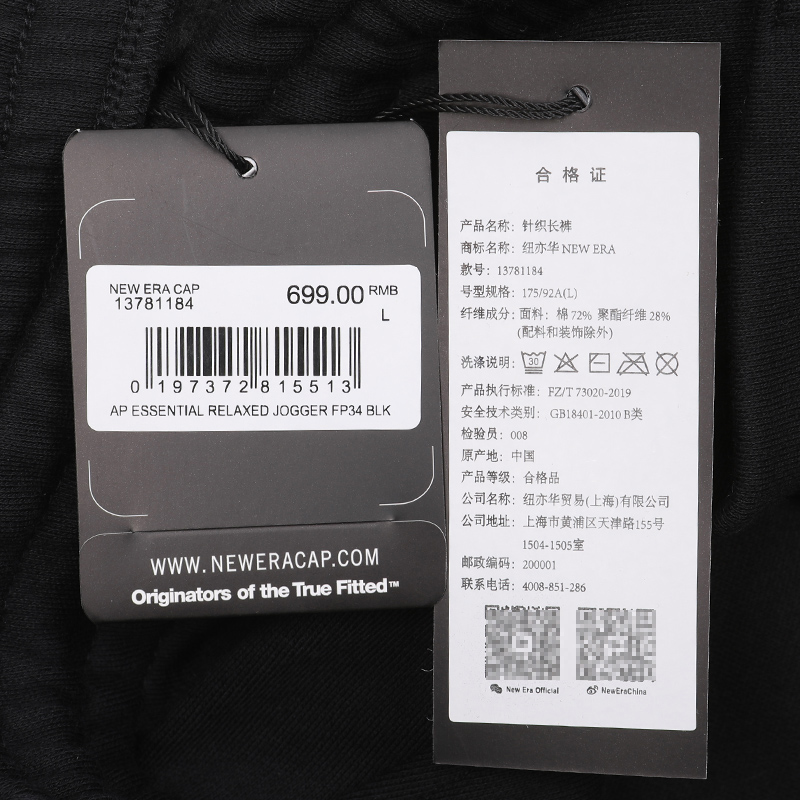 NEW ERA CAP
13781184
699.00 RMB
L
0 197372 815513
AP ESSENTIAL RELAXED JOGGER FP34 BLK
WWW.NEWERACAP.COM
Originators of the True Fitted™
合格证
产品名称：针织长裤
商标名称：纽亦华 NEW ERA
款号：13781184
号型规格：175/92A(L)
纤维成分：面料：棉 72% 聚酯纤维 28%
(配料和装饰除外)
洗涤说明：30
产品执行标准：FZ/T 73020-2019
安全技术类别：GB18401-2010 B类
检验员：008
原产地：中国
产品等级：合格品
公司名称：纽亦华贸易(上海)有限公司
公司地址：上海市黄浦区天津路155号
1504-1505室
邮政编码：200001
联系电话：4008-851-286
New Era Official
NewEraChina